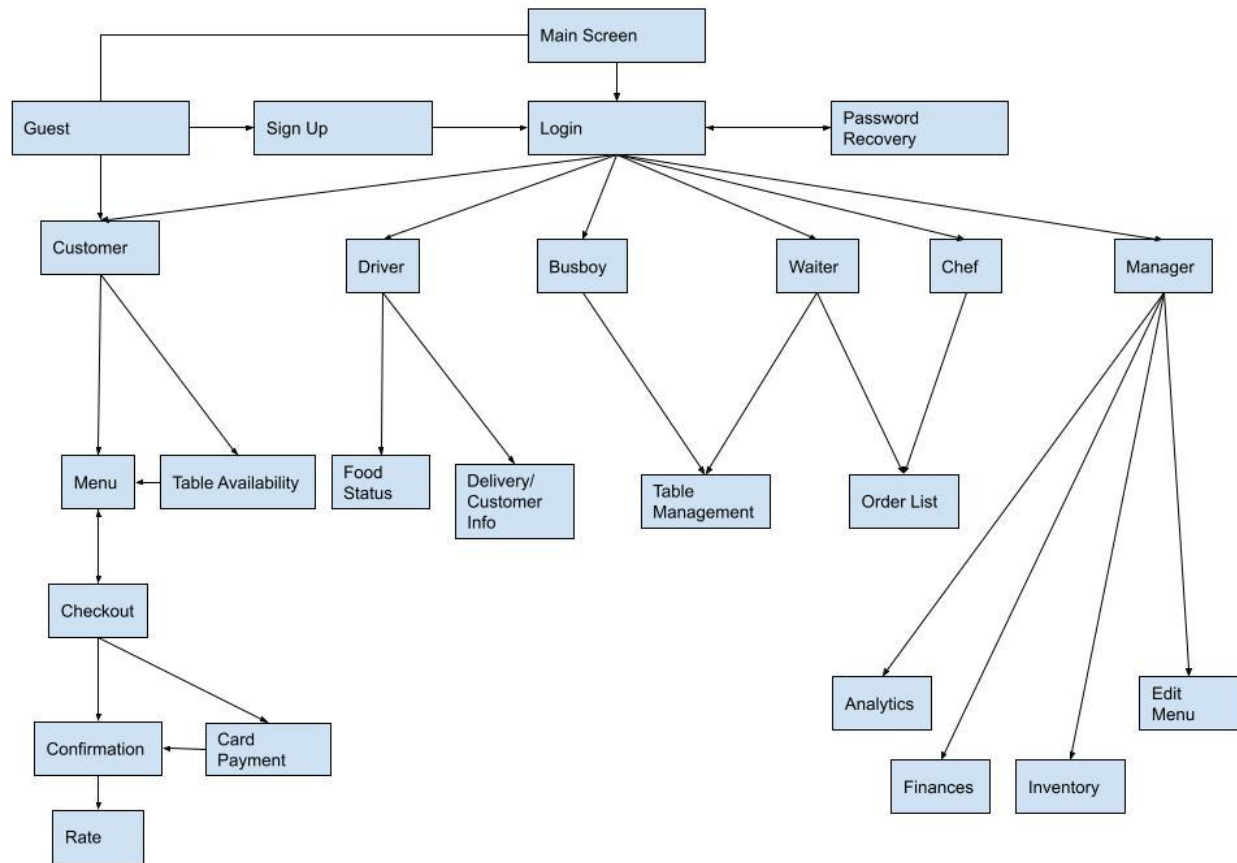 Main Screen
Guest
Sign Up
Login
Password
Recovery
Customer
Driver
Busboy
Waiter
Chef
Manager
Menu
Table Availability
Food
Status
Delivery/
Customer
Info
Table
Management
Order List
Checkout
Analytics
Edit
Menu
Confirmation
Card
Payment
Finances
Inventory
Rate